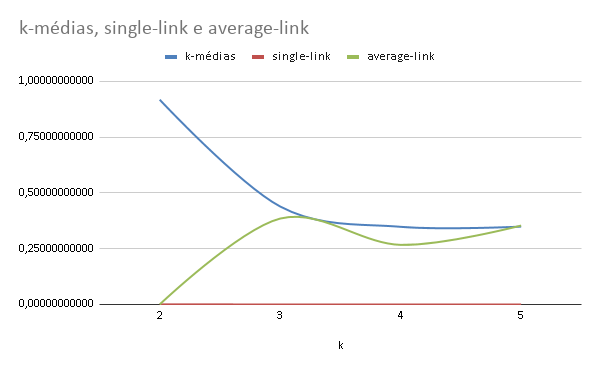 k-médias, single-link e average-link
k-médias single-link average-link
1,00000000000
0,75000000000
0,50000000000
0,25000000000
0,00000000000
2 3 4 5
k